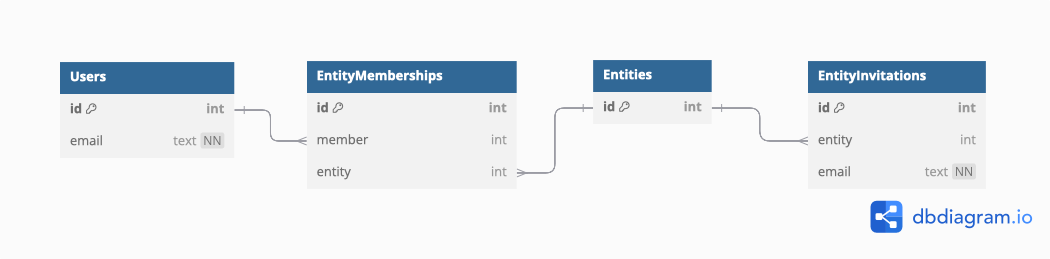 Users
id int
email text NN
EntityMemberships
id int
member int
entity int
Entities
id int
EntityInvitations
id int
entity int
email text NN
dbdiagram.io